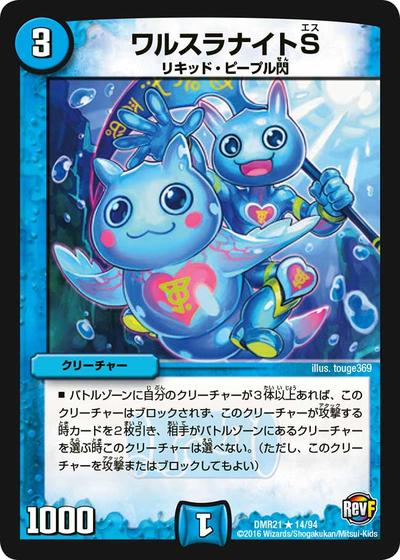 3
ワルスラナイトS
エス
リキッド・ピープル閃
せん
illus. touge369
クリーチャー
■ バトルゾーンに自分のクリーチャーが3体以上あれば、この
クリーチャーはブロックされず、このクリーチャーが攻撃する
時カードを2枚引き、相手がバトルゾーンにあるクリーチャー
を選ぶ時このクリーチャーは選べない。(ただし、このクリー
チャーを攻撃またはブロックしてもよい)
1000
1
RevF
DMR21 ★ 14/94
©2016 Wizards/Shogakukan/Mitsui-Kids